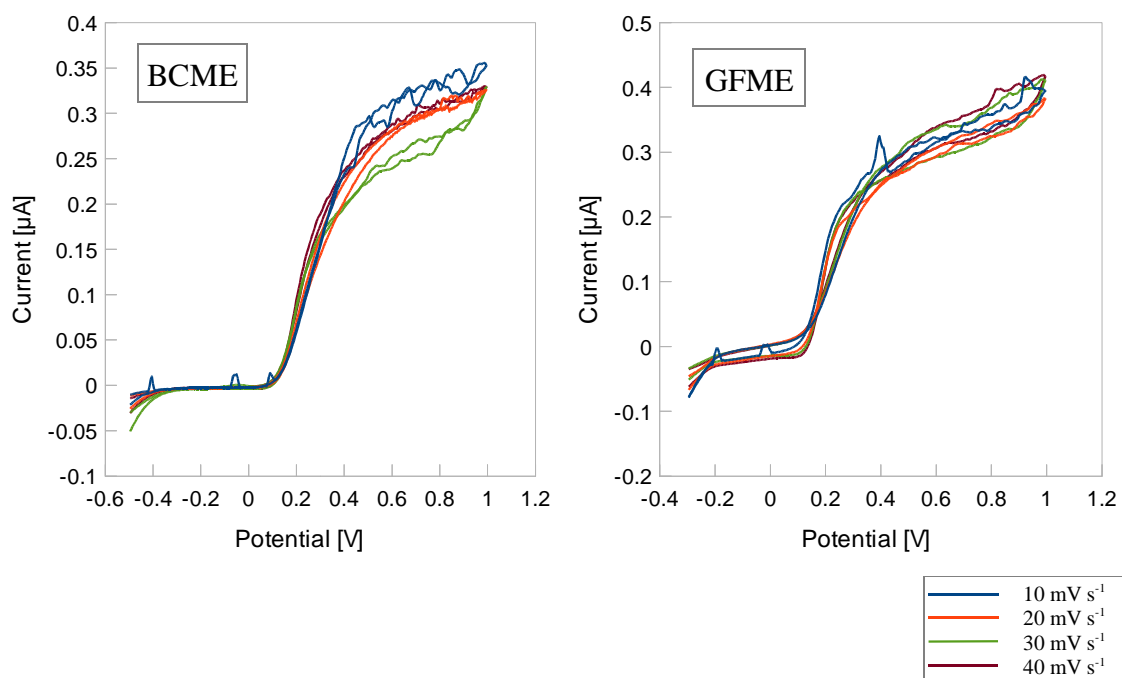 BCME
Current [µA]
0.4
0.35
0.3
0.25
0.2
0.15
0.1
0.05
0
-0.05
-0.1
-0.6 -0.4 -0.2 0 0.2 0.4 0.6 0.8 1 1.2
Potential [V]
GFME
Current [µA]
0.5
0.4
0.3
0.2
0.1
0
-0.1
-0.2
-0.4 -0.2 0 0.2 0.4 0.6 0.8 1 1.2
Potential [V]
10 mV s⁻¹
20 mV s⁻¹
30 mV s⁻¹
40 mV s⁻¹